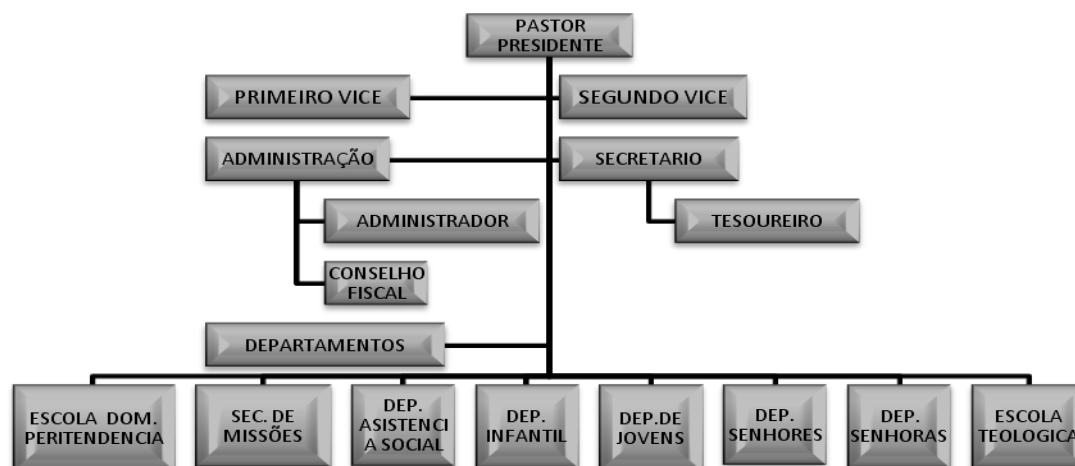 PASTOR
PRESIDENTE
PRIMEIRO VICE
SEGUNDO VICE
ADMINISTRAÇÃO
SECRETARIO
ADMINISTRADOR
TESOUREIRO
CONSELHO
FISCAL
DEPARTAMENTOS
ESCOLA DOM.
PERITENDENCIA
SEC. DE
MISSÕES
DEP.
ASISTENCI
A SOCIAL
DEP.
INFANTIL
DEP.DE
JOVENS
DEP.
SENHORES
DEP.
SENHORAS
ESCOLA
TEOLOGICA